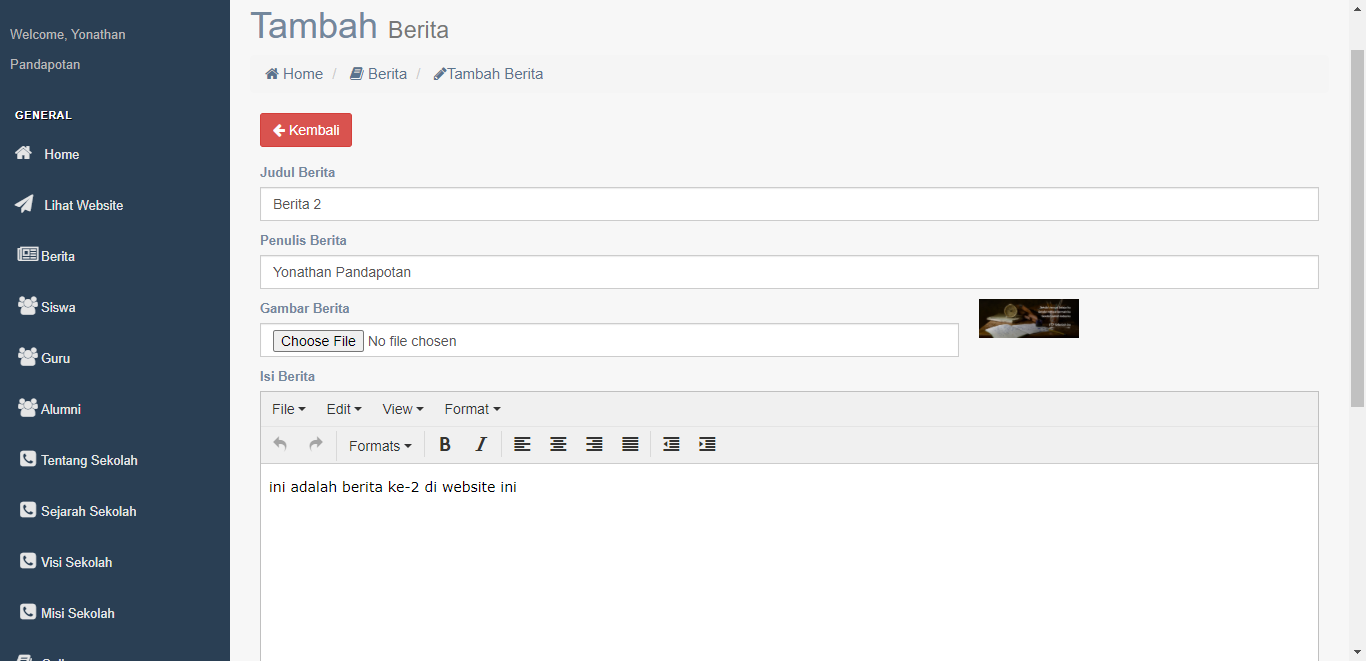 Welcome, Yonathan
Pandapotan
GENERAL
Home
Lihat Website
Berita
Siswa
Guru
Alumni
Tentang Sekolah
Sejarah Sekolah
Visi Sekolah
Misi Sekolah
Tambah Berita
Home / Berita / Tambah Berita
Kembali
Judul Berita
Berita 2
Penulis Berita
Yonathan Pandapotan
Gambar Berita
Choose File No file chosen
Isi Berita
File Edit View Format
Formats B I
ini adalah berita ke-2 di website ini